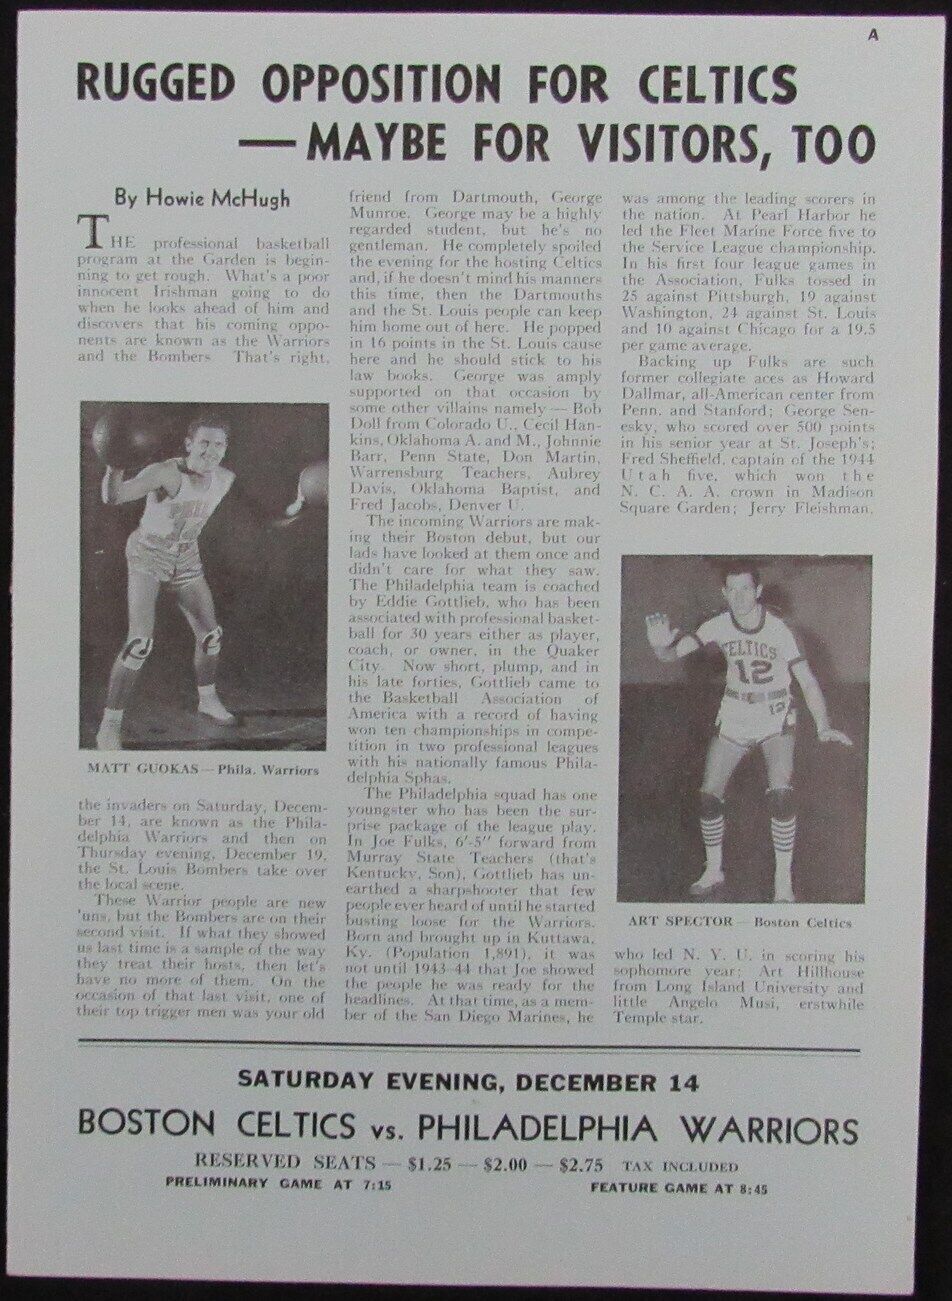 A
RUGGED OPPOSITION FOR CELTICS
— MAYBE FOR VISITORS, TOO
By Howie McHugh
THE professional basketball
program at the Garden is begin-
ning to get rough. What's a poor
innocent Irishman going to do
when he looks ahead of him and
discovers that his coming oppo-
nents are known as the Warriors
and the Bombers That's right,
PHILA
MATT GUOKAS — Phila. Warriors
the invaders on Saturday, Decem-
ber 14, are known as the Phila-
delphia Warriors and then on
Thursday evening, December 19,
the St. Louis Bombers take over
the local scene.
These Warrior people are new
'uns, but the Bombers are on their
second visit. If what they showed
us last time is a sample of the way
they treat their hosts, then let's
have no more of them. On the
occasion of that last visit, one of
their top trigger men was your old
friend from Dartmouth, George
Munroe. George may be a highly
regarded student, but he's no
gentleman. He completely spoiled
the evening for the hosting Celtics
and, if he doesn't mind his manners
this time, then the Dartmouths
and the St. Louis people can keep
him home out of here. He popped
in 16 points in the St. Louis cause
here and he should stick to his
law books. George was amply
supported on that occasion by
some other villains namely — Bob
Doll from Colorado U., Cecil Han-
kins, Oklahoma A. and M., Johnnie
Barr, Penn State, Don Martin,
Warrensburg Teachers, Aubrey
Davis, Oklahoma Baptist, and
Fred Jacobs, Denver U.
The incoming Warriors are mak-
ing their Boston debut, but our
lads have looked at them once and
didn't care for what they saw.
The Philadelphia team is coached
by Eddie Gottlieb, who has been
associated with professional basket-
ball for 30 years either as player,
coach, or owner, in the Quaker
City. Now short, plump, and in
his late forties, Gottlieb came to
the Basketball Association of
America with a record of having
won ten championships in compe-
tition in two professional leagues
with his nationally famous Phila-
delphia Sphas.
The Philadelphia squad has one
youngster who has been the sur-
prise package of the league play.
In Joe Fulks, 6'-5" forward from
Murray State Teachers (that's
Kentucky, Son), Gottlieb has un-
earthed a sharpshooter that few
people ever heard of until he started
busting loose for the Warriors.
Born and brought up in Kuttawa,
Ky. (Population 1,891), it was
not until 1943-44 that Joe showed
the people he was ready for the
headlines. At that time, as a mem-
ber of the San Diego Marines, he
was among the leading scorers in
the nation. At Pearl Harbor he
led the Fleet Marine Force five to
the Service League championship.
In his first four league games in
the Association, Fulks tossed in
25 against Pittsburgh, 19 against
Washington, 24 against St. Louis
and 10 against Chicago for a 19.5
per game average.
Backing up Fulks are such
former collegiate aces as Howard
Dallmar, all-American center from
Penn. and Stanford; George Sen-
esky, who scored over 500 points
in his senior year at St. Joseph's;
Fred Sheffield, captain of the 1944
Utah five, which won the
N. C. A. A. crown in Madison
Square Garden; Jerry Fleishman,
CELTICS
12
12
ART SPECTOR — Boston Celtics
who led N. Y. U. in scoring his
sophomore year; Art Hillhouse
from Long Island University and
little Angelo Musi, erstwhile
Temple star.
SATURDAY EVENING, DECEMBER 14
BOSTON CELTICS vs. PHILADELPHIA WARRIORS
RESERVED SEATS — $1.25 — $2.00 — $2.75 TAX INCLUDED
PRELIMINARY GAME AT 7:15 FEATURE GAME AT 8:45